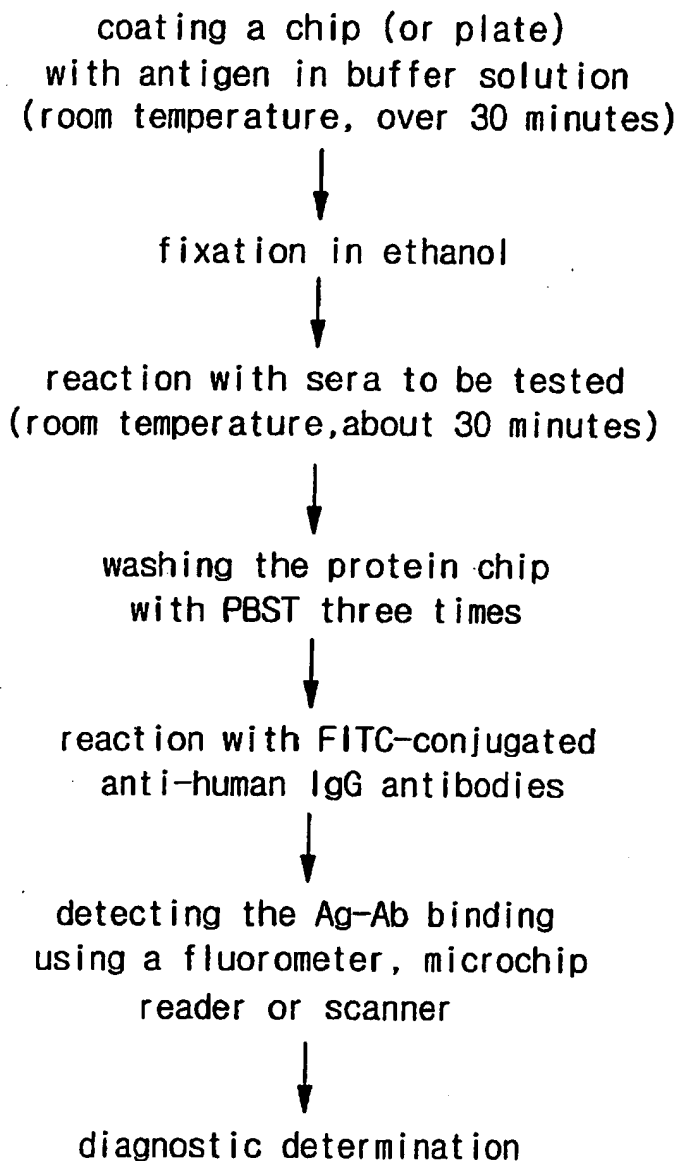 coating a chip (or plate)
with antigen in buffer solution
(room temperature, over 30 minutes)
fixation in ethanol
reaction with sera to be tested
(room temperature,about 30 minutes)
washing the protein chip
with PBST three times
reaction with FITC-conjugated
anti-human IgG antibodies
detecting the Ag-Ab binding
using a fluorometer, microchip
reader or scanner
diagnostic determination